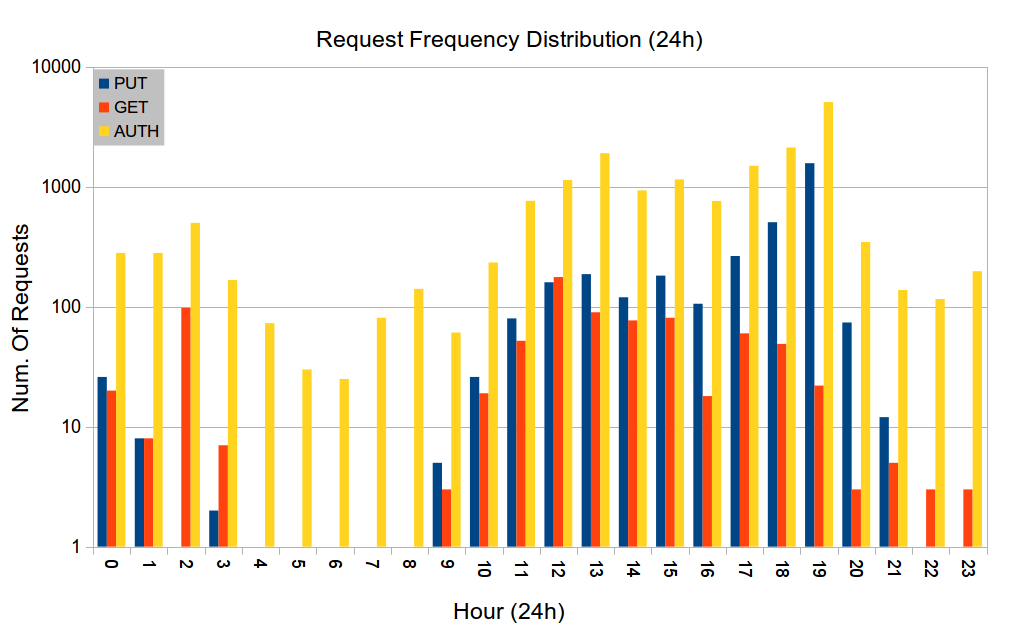 Request Frequency Distribution (24h)
10000
1000
100
10
1
PUT
GET
AUTH
Num. Of Requests
0 1 2 3 4 5 6 7 8 9 10 11 12 13 14 15 16 17 18 19 20 21 22 23
Hour (24h)